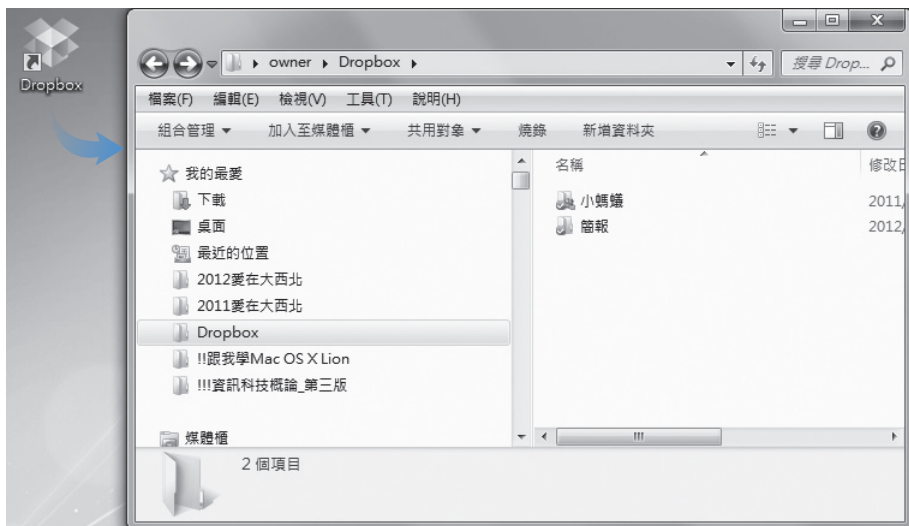 Dropbox
owner ▸ Dropbox ▸
搜尋 Drop...
檔案(F) 編輯(E) 檢視(V) 工具(T) 說明(H)
組合管理 加入至媒體櫃 共用對象 燒錄 新增資料夾
我的最愛
下載
桌面
最近的位置
2012愛在大西北
2011愛在大西北
Dropbox
!!跟我學Mac OS X Lion
!!!資訊科技概論_第三版
媒體櫃
名稱 修改日
小螞蟻 2011/
簡報 2012/
2 個項目